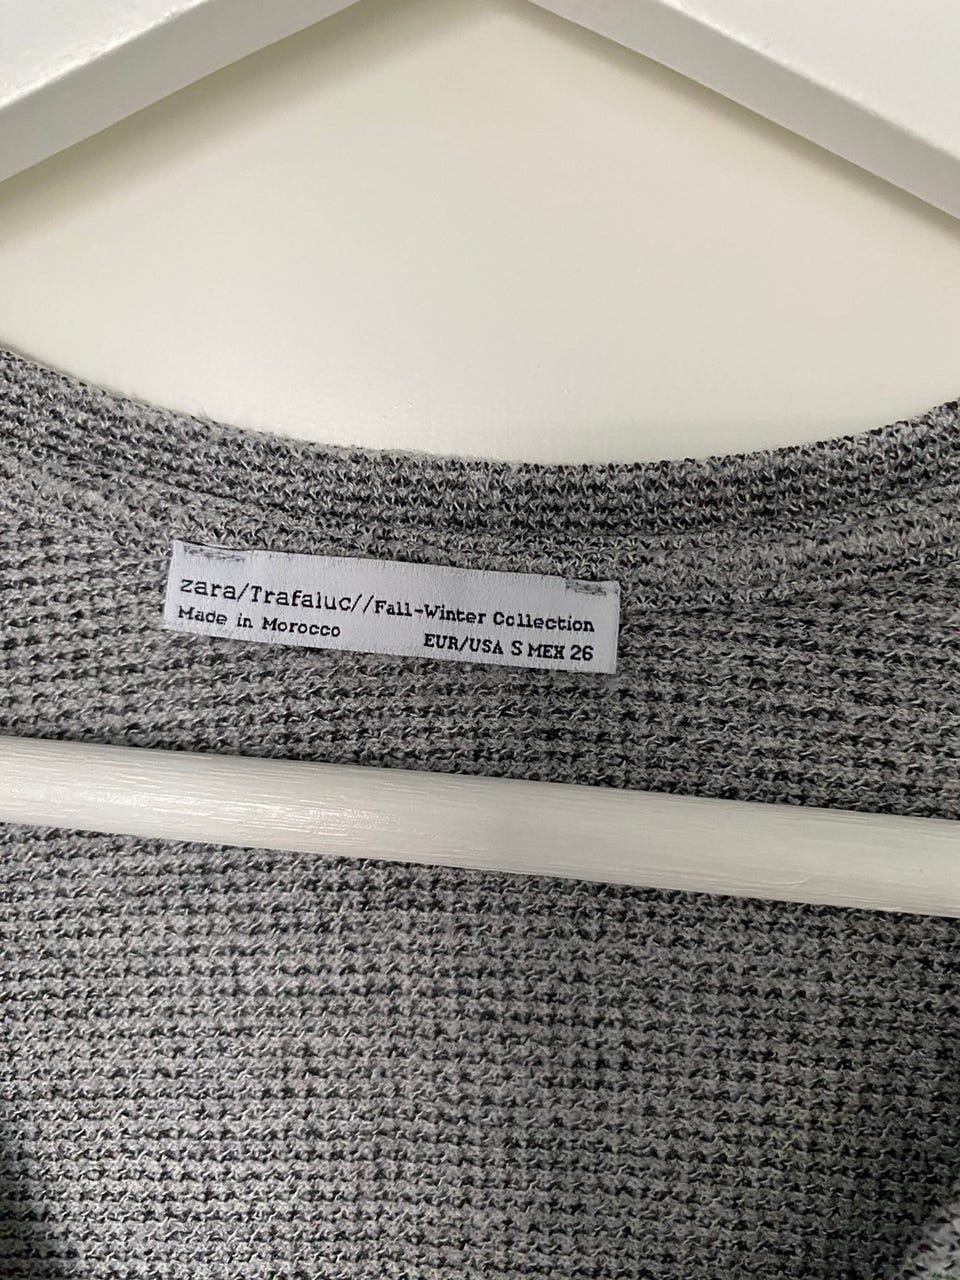 zara/Trafaluc//Fall-Winter Collection
Made in Morocco
EUR/USA S MEX 26